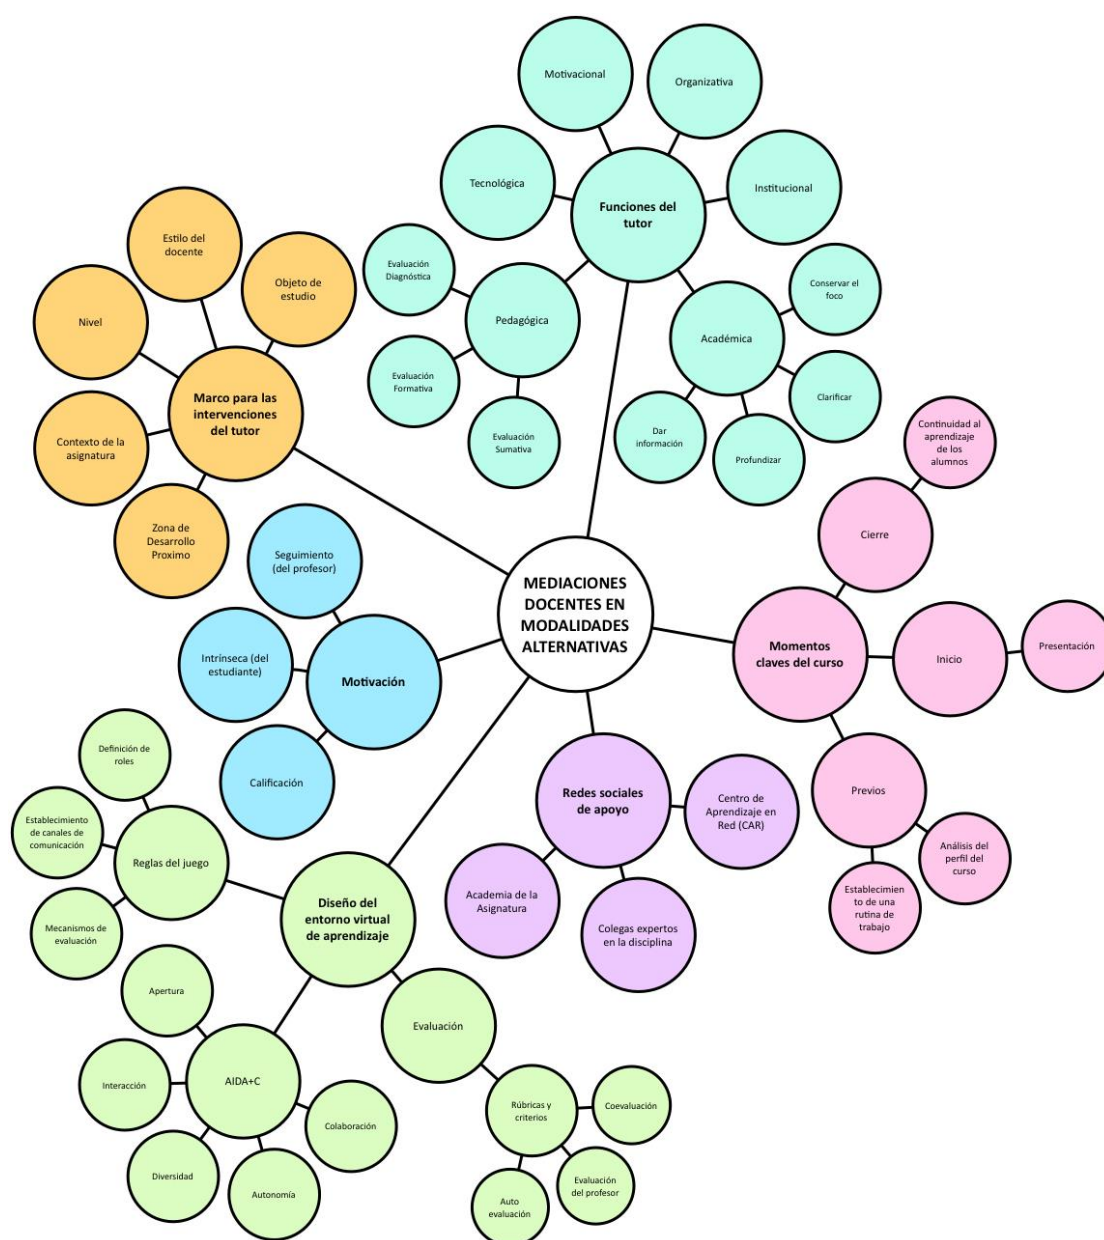 Motivacional
Organizativa
Tecnológica
Institucional
Funciones del
tutor
Evaluación
Diagnóstica
Pedagógica
Evaluación
Formativa
Evaluación
Sumativa
Académica
Conservar el
foco
Clarificar
Dar
información
Profundizar
Estilo del
docente
Objeto de
estudio
Nivel
Marco para las
intervenciones
del tutor
Contexto de la
asignatura
Zona de
Desarrollo
Proximo
MEDIACIONES
DOCENTES EN
MODALIDADES
ALTERNATIVAS
Continuidad al
aprendizaje
de los
alumnos
Cierre
Momentos
claves del curso
Inicio
Presentación
Previos
Análisis del
perfil del
curso
Establecimien
to de una
rutina de
trabajo
Seguimiento
(del profesor)
Intrínseca (del
estudiante)
Motivación
Calificación
Redes sociales
de apoyo
Centro de
Aprendizaje en
Red (CAR)
Academia de la
Asignatura
Colegas expertos
en la disciplina
Definición de
roles
Establecimiento
de canales de
comunicación
Reglas del juego
Mecanismos de
evaluación
Diseño del
entorno virtual
de aprendizaje
Apertura
Interacción
AIDA+C
Colaboración
Diversidad
Autonomía
Evaluación
Rúbricas y
criterios
Coevaluación
Evaluación
del profesor
Auto
evaluación